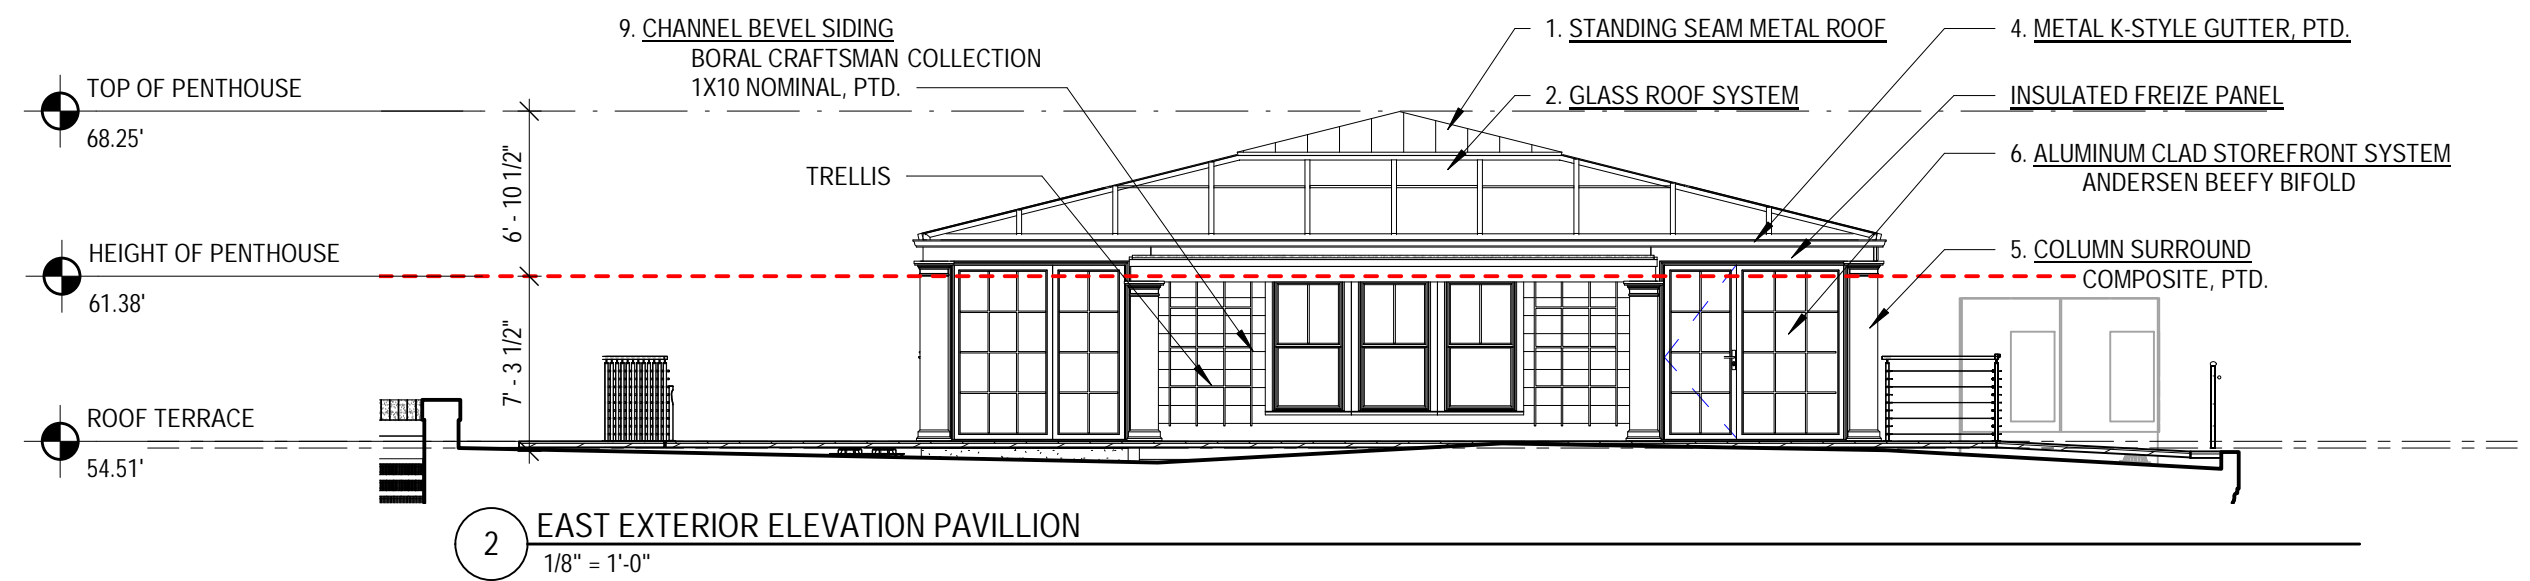 9. CHANNEL BEVEL SIDING
BORAL CRAFTSMAN COLLECTION
1X10 NOMINAL, PTD.
1. STANDING SEAM METAL ROOF
4. METAL K-STYLE GUTTER, PTD.
TOP OF PENTHOUSE
68.25'
2. GLASS ROOF SYSTEM
INSULATED FREIZE PANEL
6' - 10 1/2"
TRELLIS
6. ALUMINUM CLAD STOREFRONT SYSTEM
ANDERSEN BEEFY BIFOLD
HEIGHT OF PENTHOUSE
61.38'
5. COLUMN SURROUND
COMPOSITE, PTD.
7' - 3 1/2"
ROOF TERRACE
54.51'
2
EAST EXTERIOR ELEVATION PAVILLION
1/8" = 1'-0"